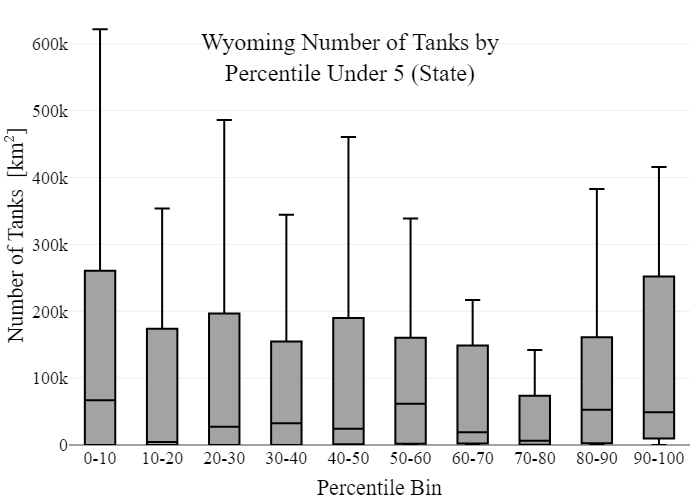 Wyoming Number of Tanks by
Percentile Under 5 (State)
Number of Tanks [km²]
600k
500k
400k
300k
200k
100k
0
0-10 10-20 20-30 30-40 40-50 50-60 60-70 70-80 80-90 90-100
Percentile Bin